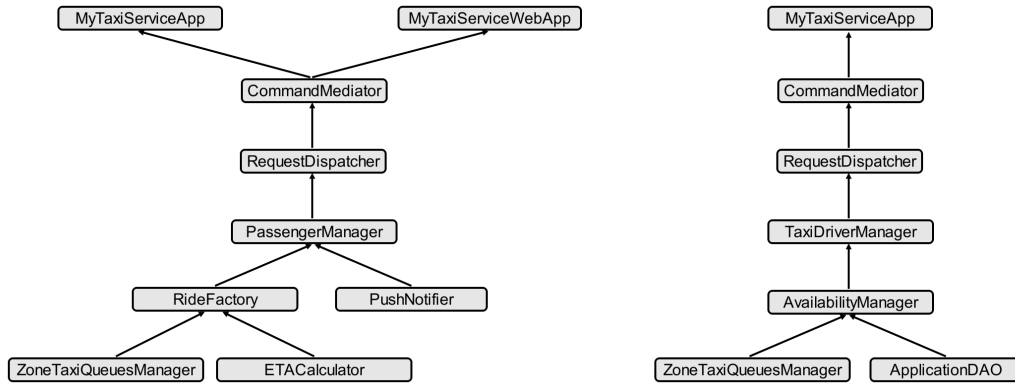 MyTaxiServiceApp
MyTaxiServiceWebApp
CommandMediator
RequestDispatcher
PassengerManager
RideFactory
PushNotifier
ZoneTaxiQueuesManager
ETACalculator
MyTaxiServiceApp
CommandMediator
RequestDispatcher
TaxiDriverManager
AvailabilityManager
ZoneTaxiQueuesManager
ApplicationDAO